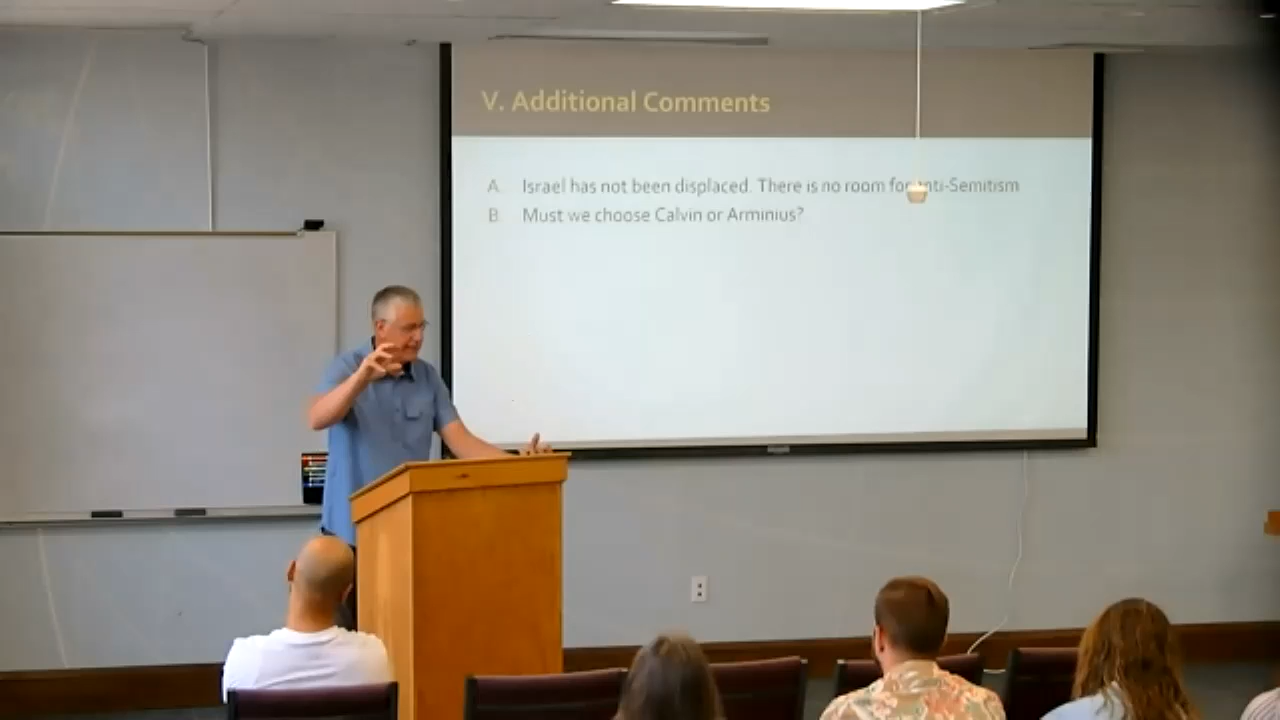 V. Additional Comments
A. Israel has not been displaced. There is no room for anti-Semitism
B. Must we choose Calvin or Arminius?